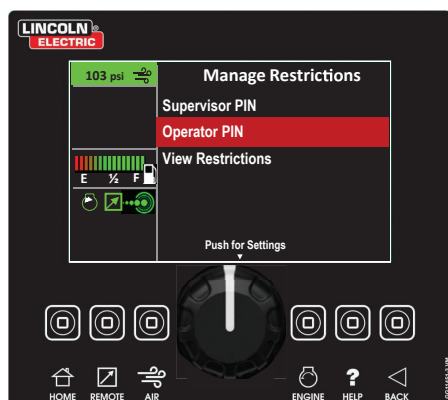 LINCOLN ®
ELECTRIC
103 psi
Manage Restrictions
Supervisor PIN
Operator PIN
View Restrictions
E ½ F
Push for Settings
HOME REMOTE AIR ENGINE ? HELP BACK